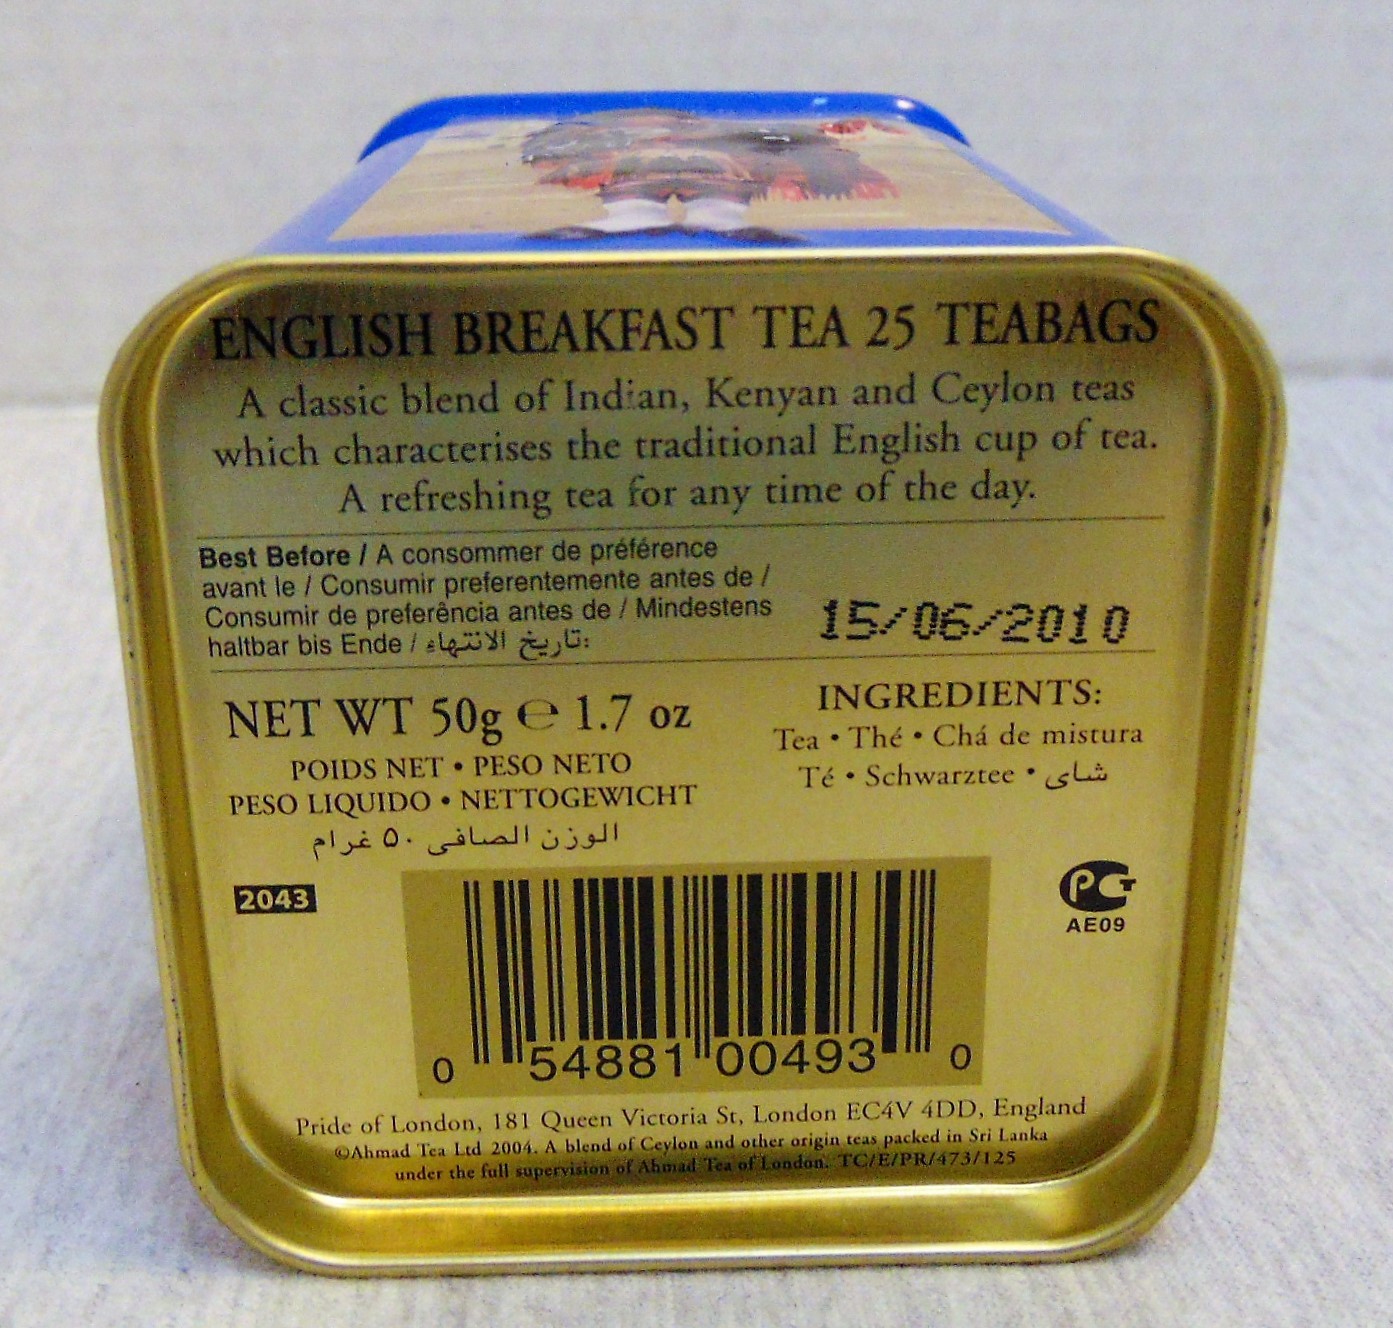 ENGLISH BREAKFAST TEA 25 TEABAGS
A classic blend of Indian, Kenyan and Ceylon teas
which characterises the traditional English cup of tea.
A refreshing tea for any time of the day.
Best Before / A consommer de préférence
avant le / Consumir preferentemente antes de /
Consumir de preferência antes de / Mindestens
haltbar bis Ende / تاريخ الانتهاء:
15/06/2010
NET WT 50g ℮ 1.7 oz
POIDS NET • PESO NETO
PESO LIQUIDO • NETTOGEWICHT
الوزن الصافى ٥٠ غرام
INGREDIENTS:
Tea • Thé • Chá de mistura
Té • Schwarztee • شاى
2043
PCT
AE09
0 54881 00493 0
Pride of London, 181 Queen Victoria St, London EC4V 4DD, England
©Ahmad Tea Ltd 2004. A blend of Ceylon and other origin teas packed in Sri Lanka
under the full supervision of Ahmad Tea of London. TC/E/PR/473/125